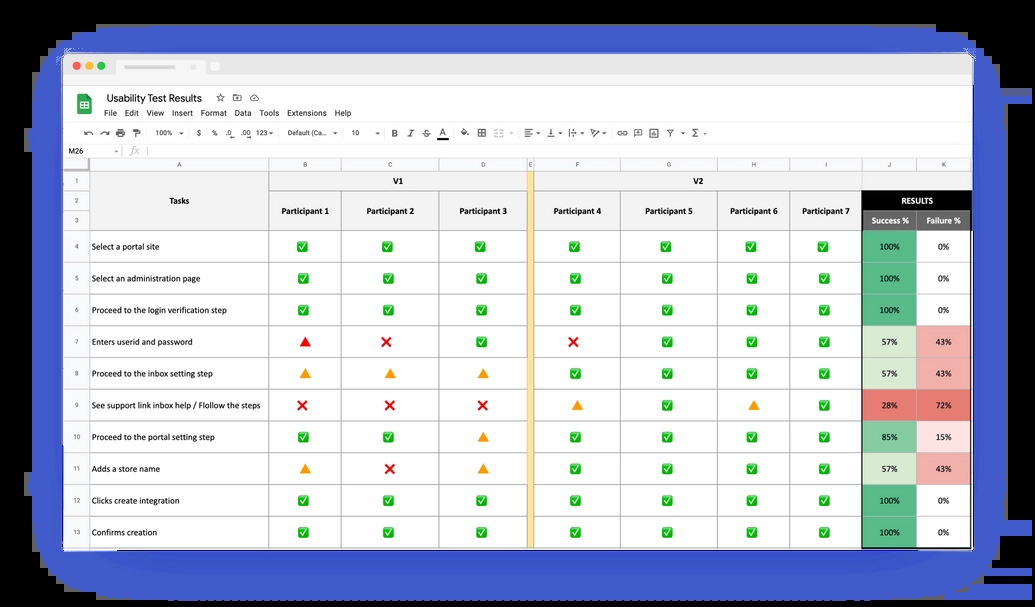 Usability Test Results
File Edit View Insert Format Data Tools Extensions Help
100% $ % .0 .00 123 Default (Ca... 10 B I S A
M26 fx
A B C D E F G H I J K
1 V1 V2
2 Tasks Participant 1 Participant 2 Participant 3 Participant 4 Participant 5 Participant 6 Participant 7 RESULTS
3 Success % Failure %
4 Select a portal site 100% 0%
5 Select an administration page 100% 0%
6 Proceed to the login verification step 100% 0%
7 Enters userid and password 57% 43%
8 Proceed to the inbox setting step 57% 43%
9 See support link inbox help / Flollow the steps 28% 72%
10 Proceed to the portal setting step 85% 15%
11 Adds a store name 57% 43%
12 Clicks create integration 100% 0%
13 Confirms creation 100% 0%